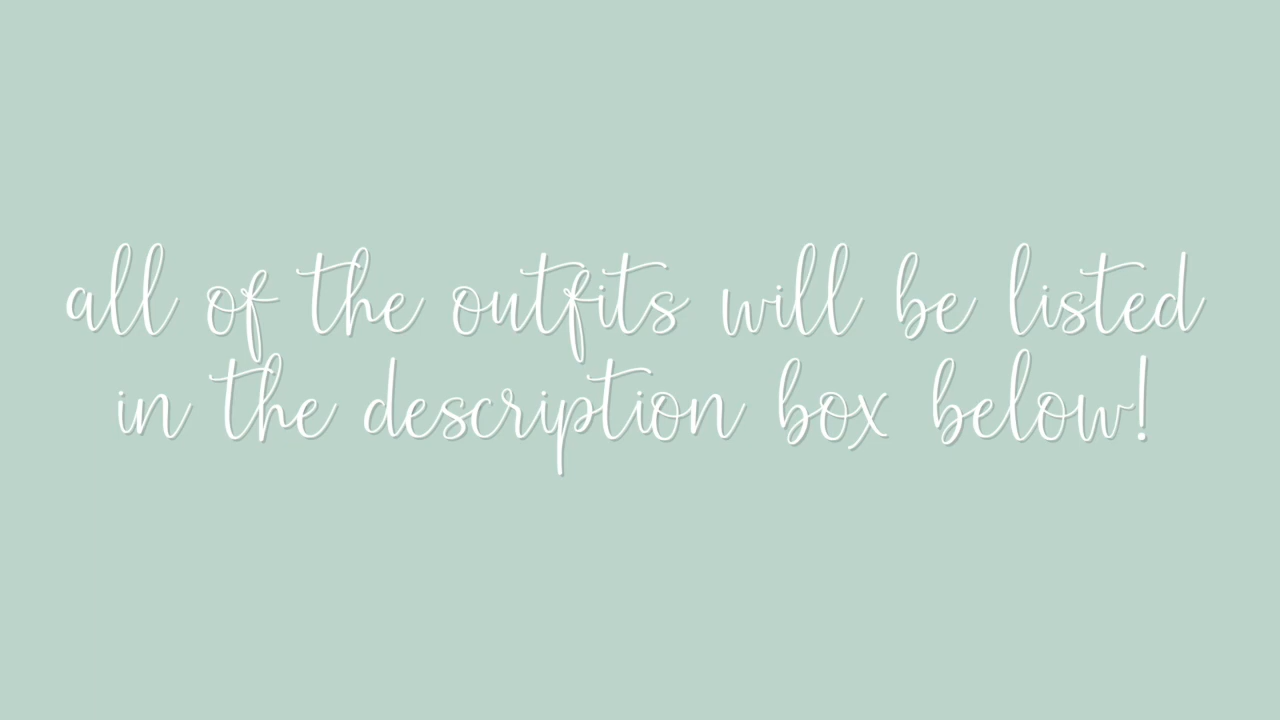 all of the outfits will be listed
in the description box below!